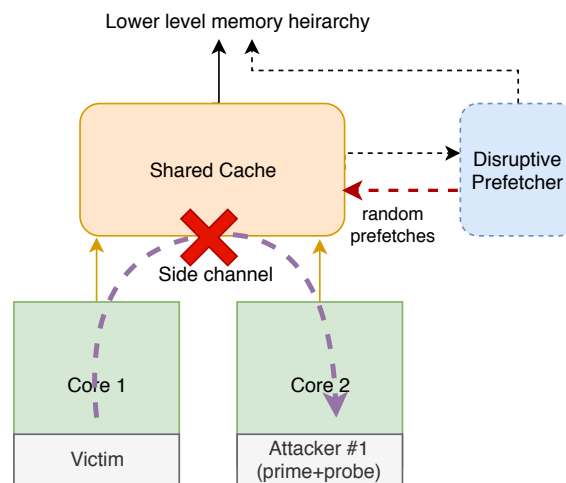 Lower level memory heirarchy
Shared Cache
Disruptive
Prefetcher
random
prefetches
Side channel
Core 1
Core 2
Victim
Attacker #1
(prime+probe)